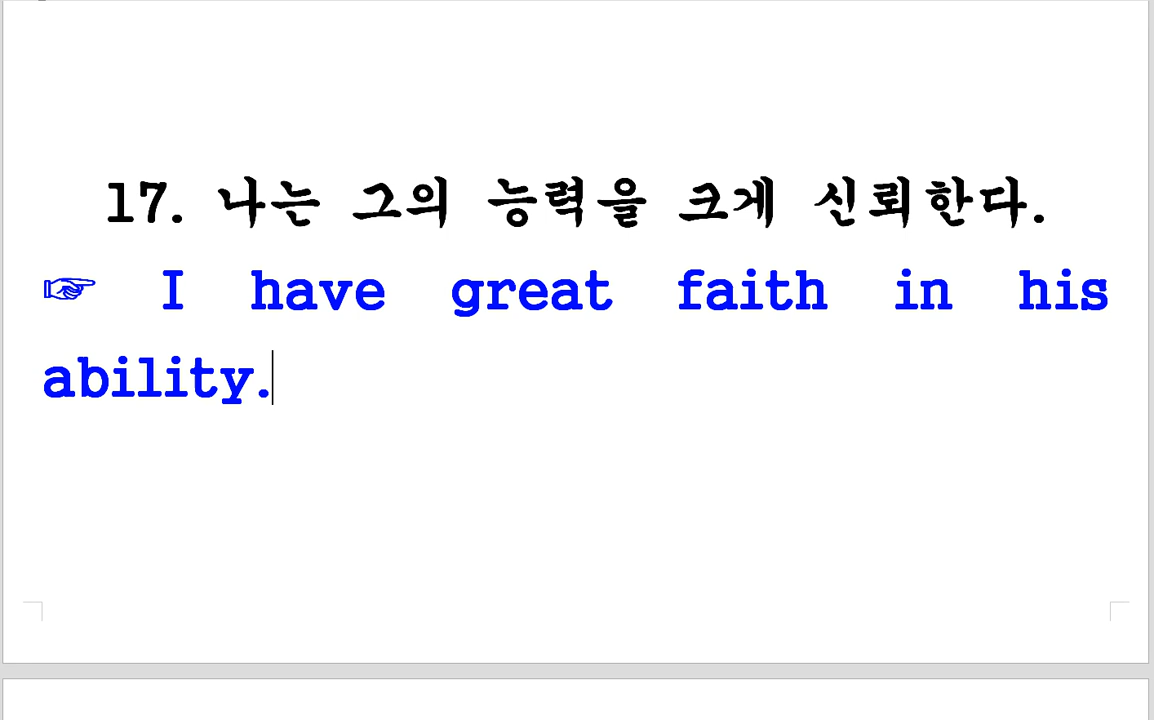 17. 나는 그의 능력을 크게 신뢰한다.
☞ I have great faith in his
ability.